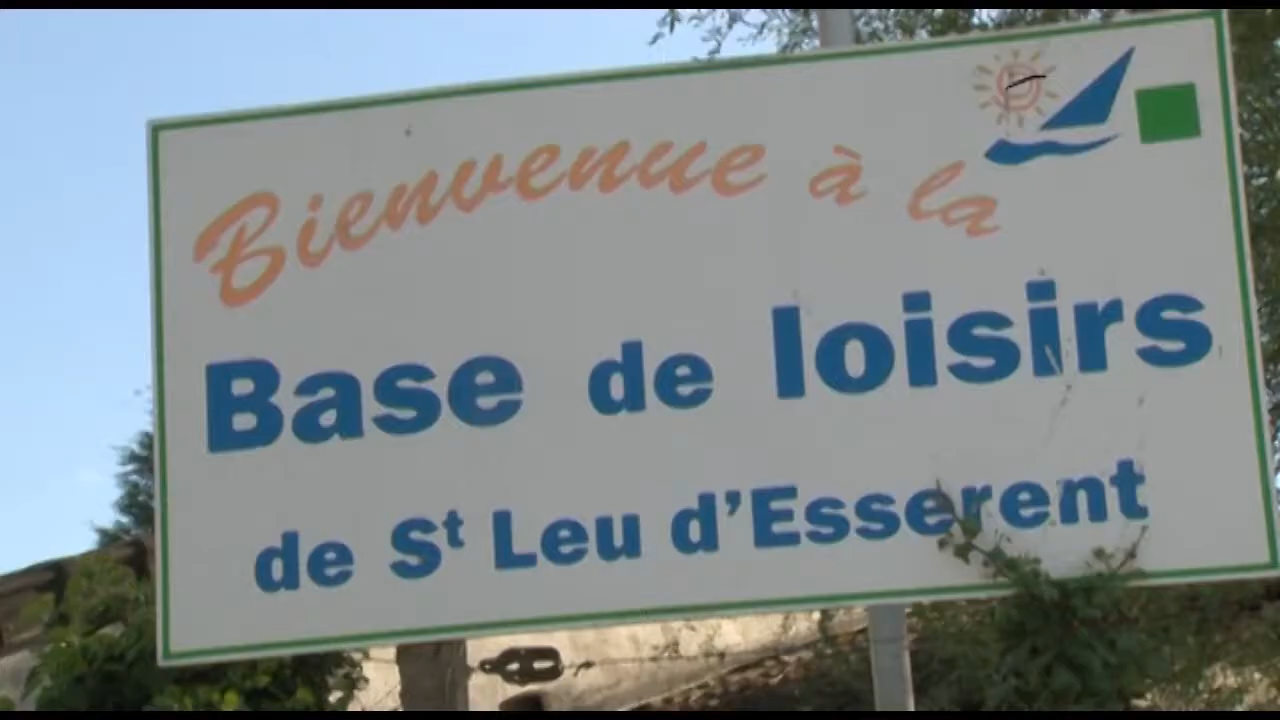 Bienvenue à la
Base de loisirs
de St Leu d'Esserent